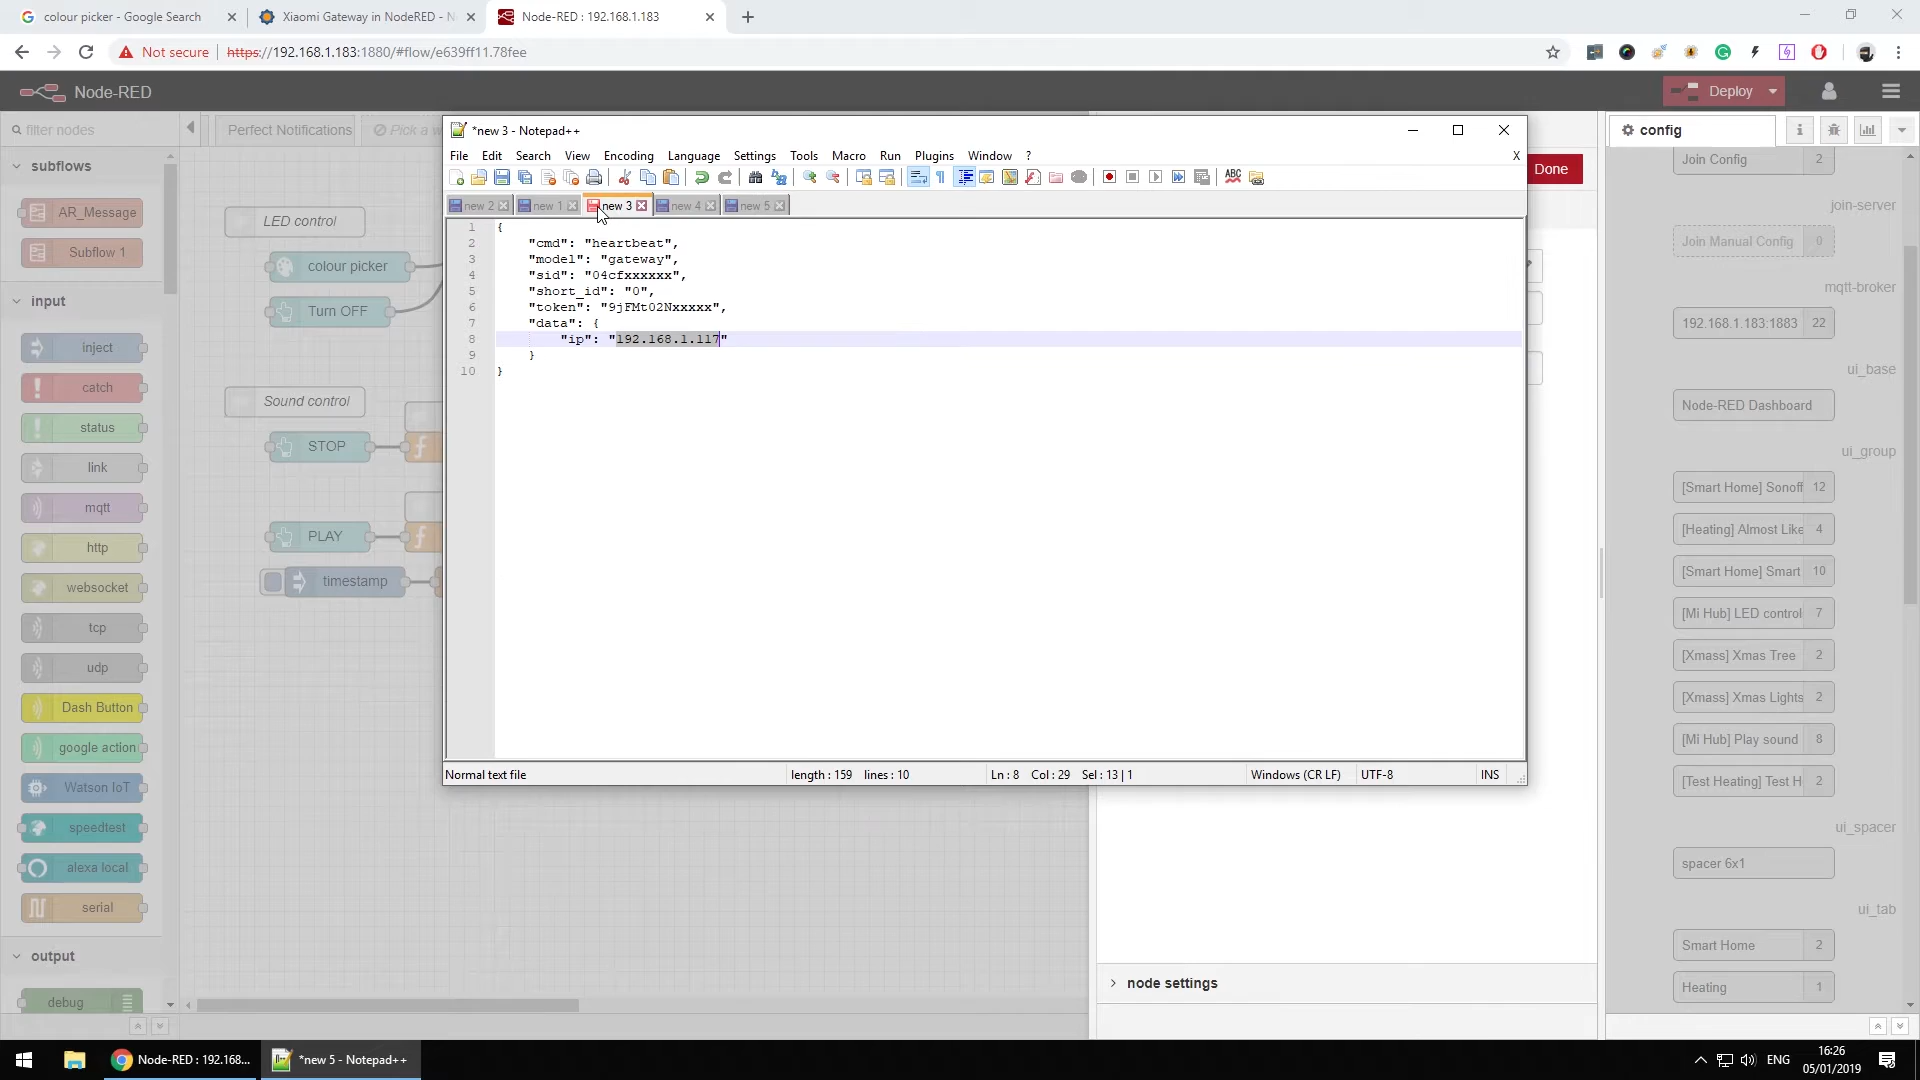 colour picker - Google Search
Xiaomi Gateway in NodeRED - N
Node-RED : 192.168.1.183
Not secure
https://192.168.1.183:1880/#flow/e639ff11.78fee
Node-RED
Deploy
filter nodes
Perfect Notifications
Pick a w
subflows
AR_Message
Subflow 1
input
inject
catch
status
link
mqtt
http
websocket
tcp
udp
Dash Button
google action
Watson IoT
speedtest
alexa local
serial
output
debug
LED control
colour picker
Turn OFF
Sound control
STOP
PLAY
timestamp
*new 3 - Notepad++
File Edit Search View Encoding Language Settings Tools Macro Run Plugins Window ? X
new 2
new 1
new 3
new 4
new 5
1 {
2 "cmd": "heartbeat",
3 "model": "gateway",
4 "sid": "04cfxxxxxx",
5 "short_id": "0",
6 "token": "9jFMt02Nxxxxx",
7 "data": {
8 "ip": "192.168.1.117"
9 }
10 }
Normal text file
length : 159 lines : 10
Ln : 8 Col : 29 Sel : 13 | 1
Windows (CR LF)
UTF-8
INS
Done
node settings
config
Join Config 2
join-server
Join Manual Config 0
mqtt-broker
192.168.1.183:1883 22
ui_base
Node-RED Dashboard
ui_group
[Smart Home] Sonoff 12
[Heating] Almost Like 4
[Smart Home] Smart 10
[Mi Hub] LED control 7
[Xmass] Xmas Tree 2
[Xmass] Xmas Lights 2
[Mi Hub] Play sound 8
[Test Heating] Test H 2
ui_spacer
spacer 6x1
ui_tab
Smart Home 2
Heating 1
Node-RED : 192.168...
*new 5 - Notepad++
ENG
16:26
05/01/2019